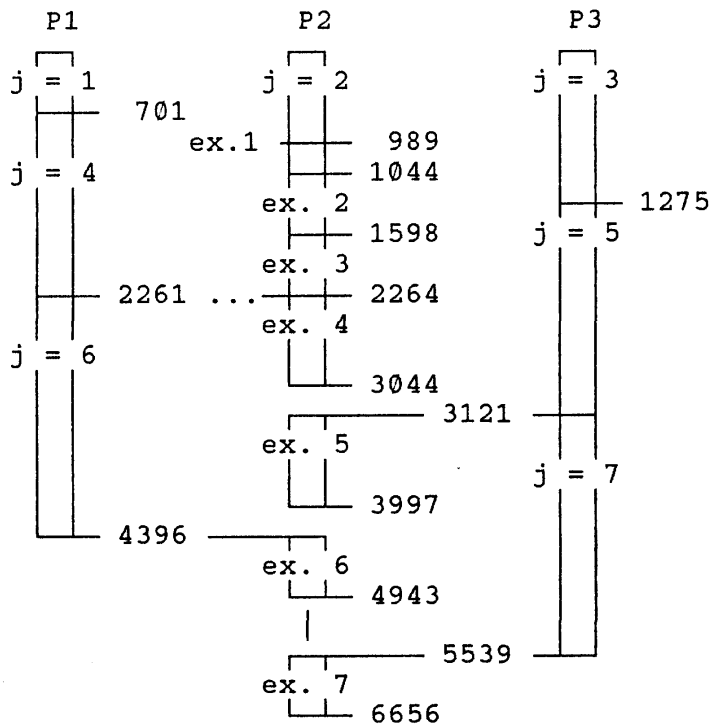 P1 P2 P3
j = 1 j = 2 j = 3
701
ex.1 989
j = 4 1044
ex. 2 1275
1598 j = 5
ex. 3
2261 ... 2264
ex. 4
j = 6
3044
3121
ex. 5
j = 7
3997
4396
ex. 6
4943
5539
ex. 7
6656